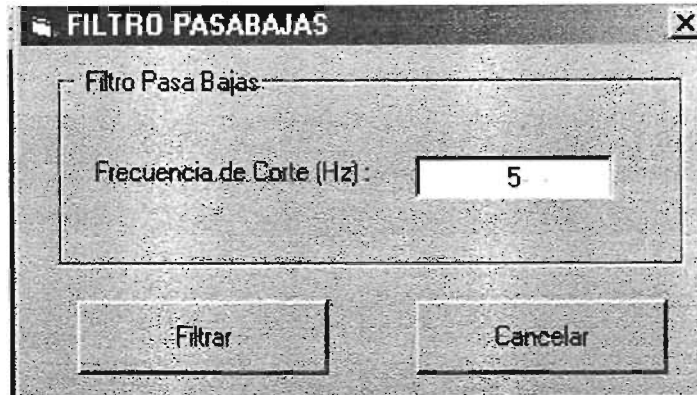 FILTRO PASABAJAS
Filtro Pasa Bajas
Frecuencia de Corte (Hz) : 5
Filtrar Cancelar